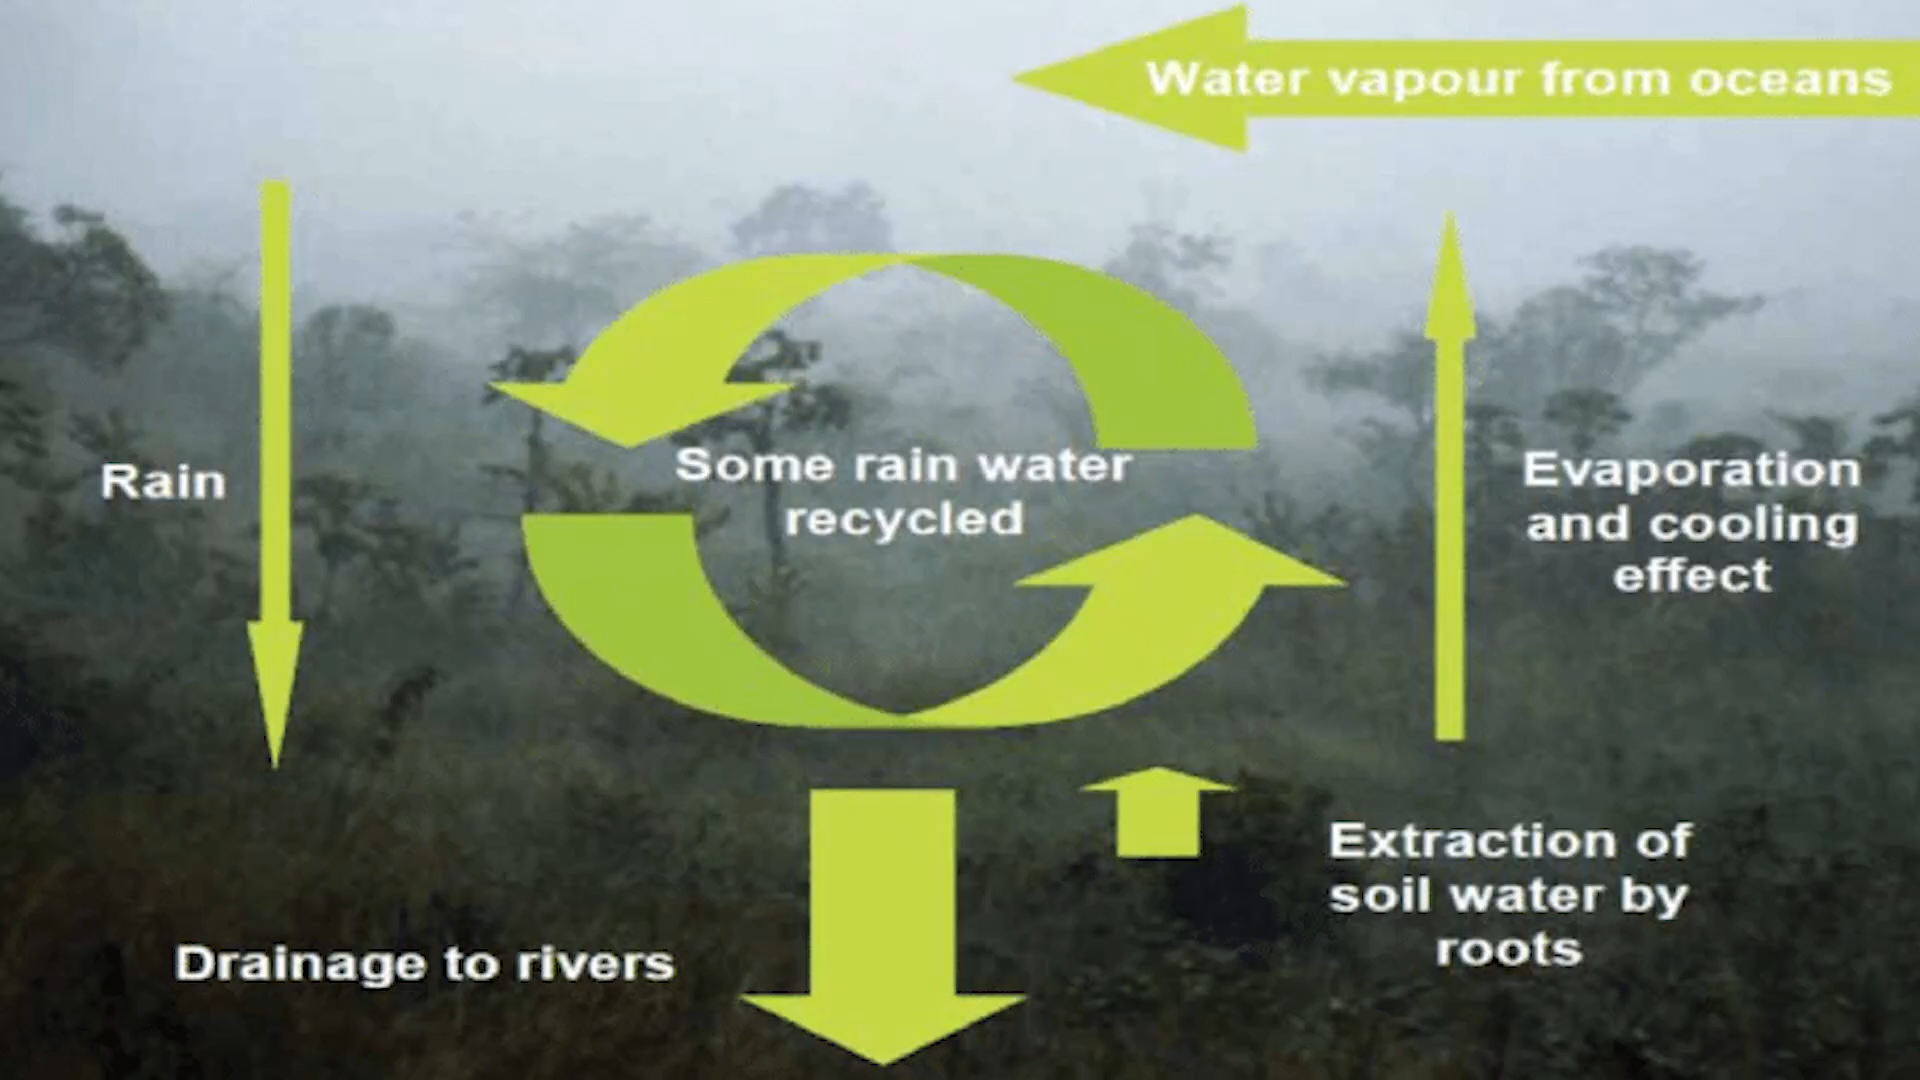 Water vapour from oceans
Rain
Some rain water
recycled
Evaporation
and cooling
effect
Extraction of
soil water by
roots
Drainage to rivers